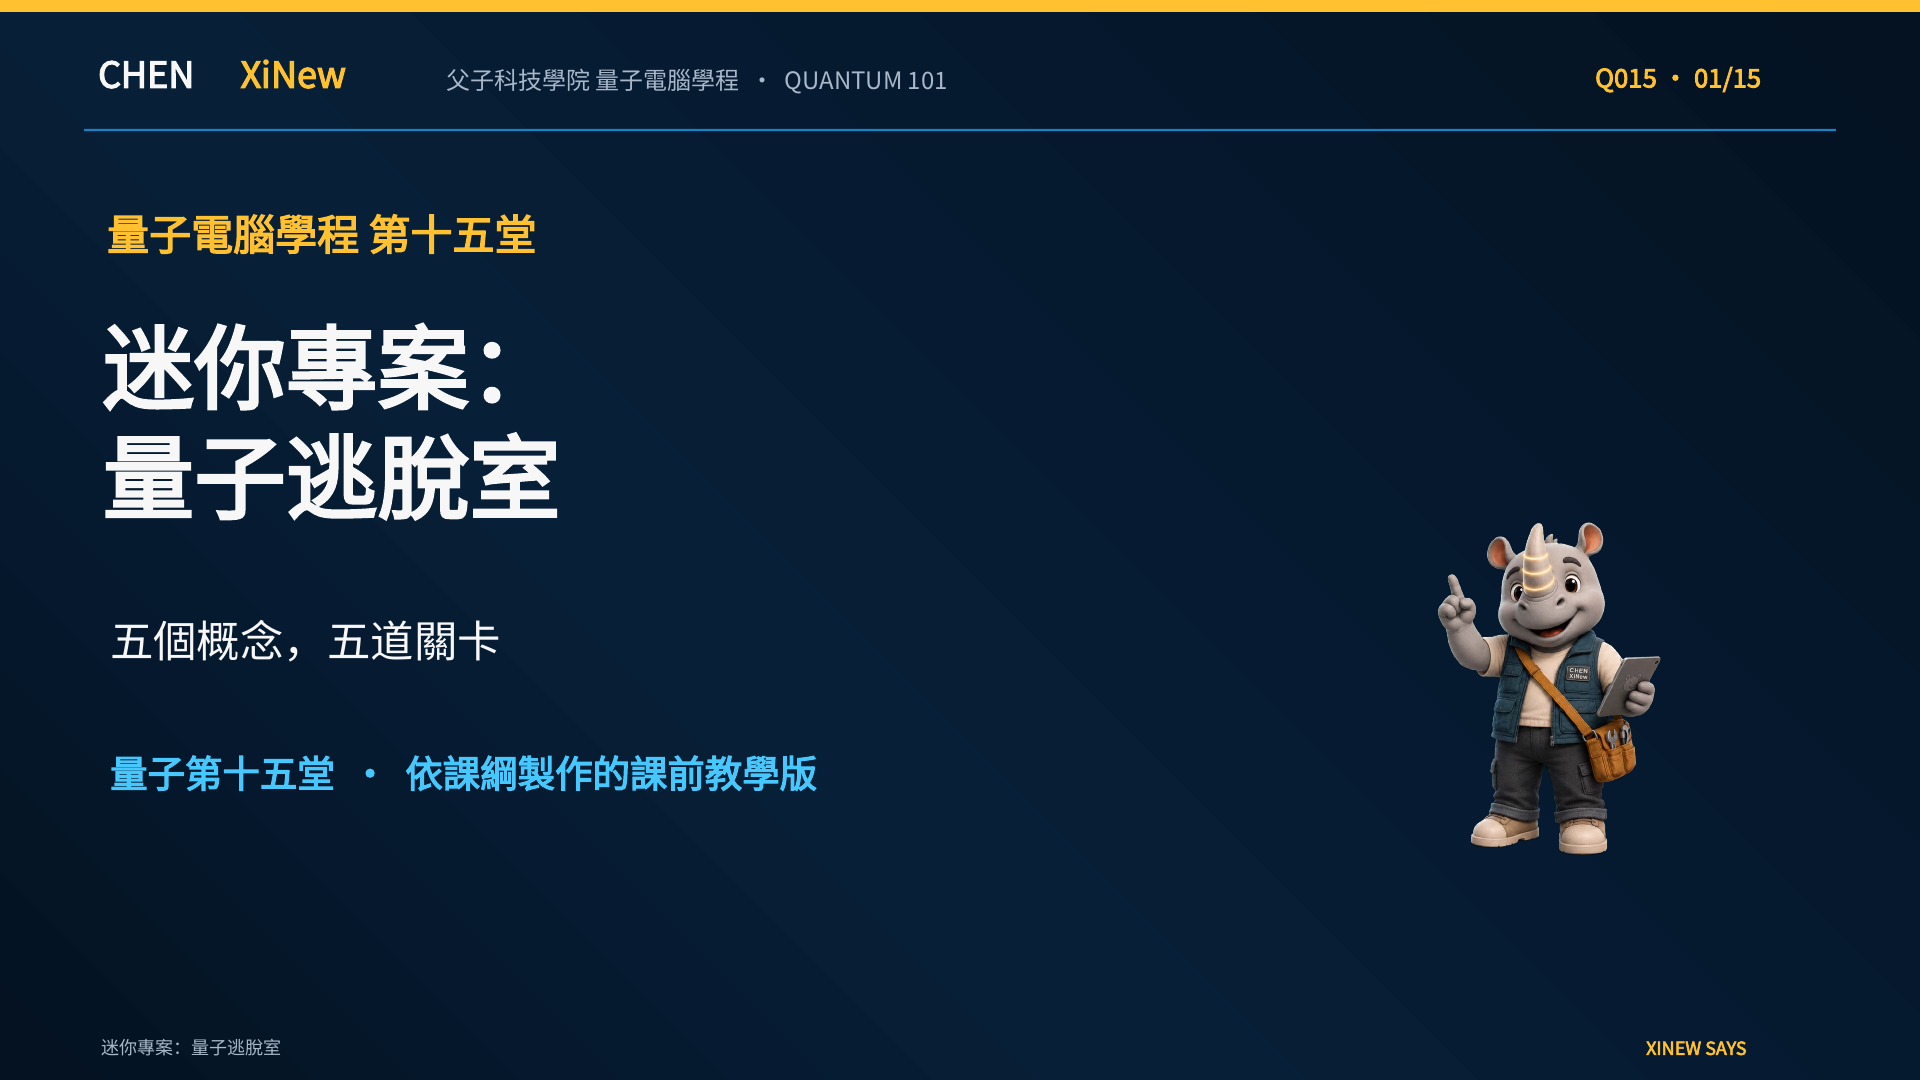 CHEN XiNew 父子科技學院 量子電腦學程 • QUANTUM 101 Q015 • 01/15
量子電腦學程 第十五堂
迷你專案：
量子逃脫室
五個概念，五道關卡
CHEN
XiNew
量子第十五堂 • 依課綱製作的課前教學版
迷你專案：量子逃脫室 XINEW SAYS